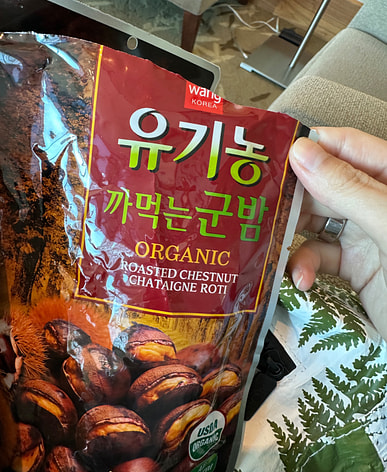 wang
KOREA
유기농
까먹는군밤
ORGANIC
ROASTED CHESTNUT
CHATAIGNE ROTI
USDA
ORGANIC